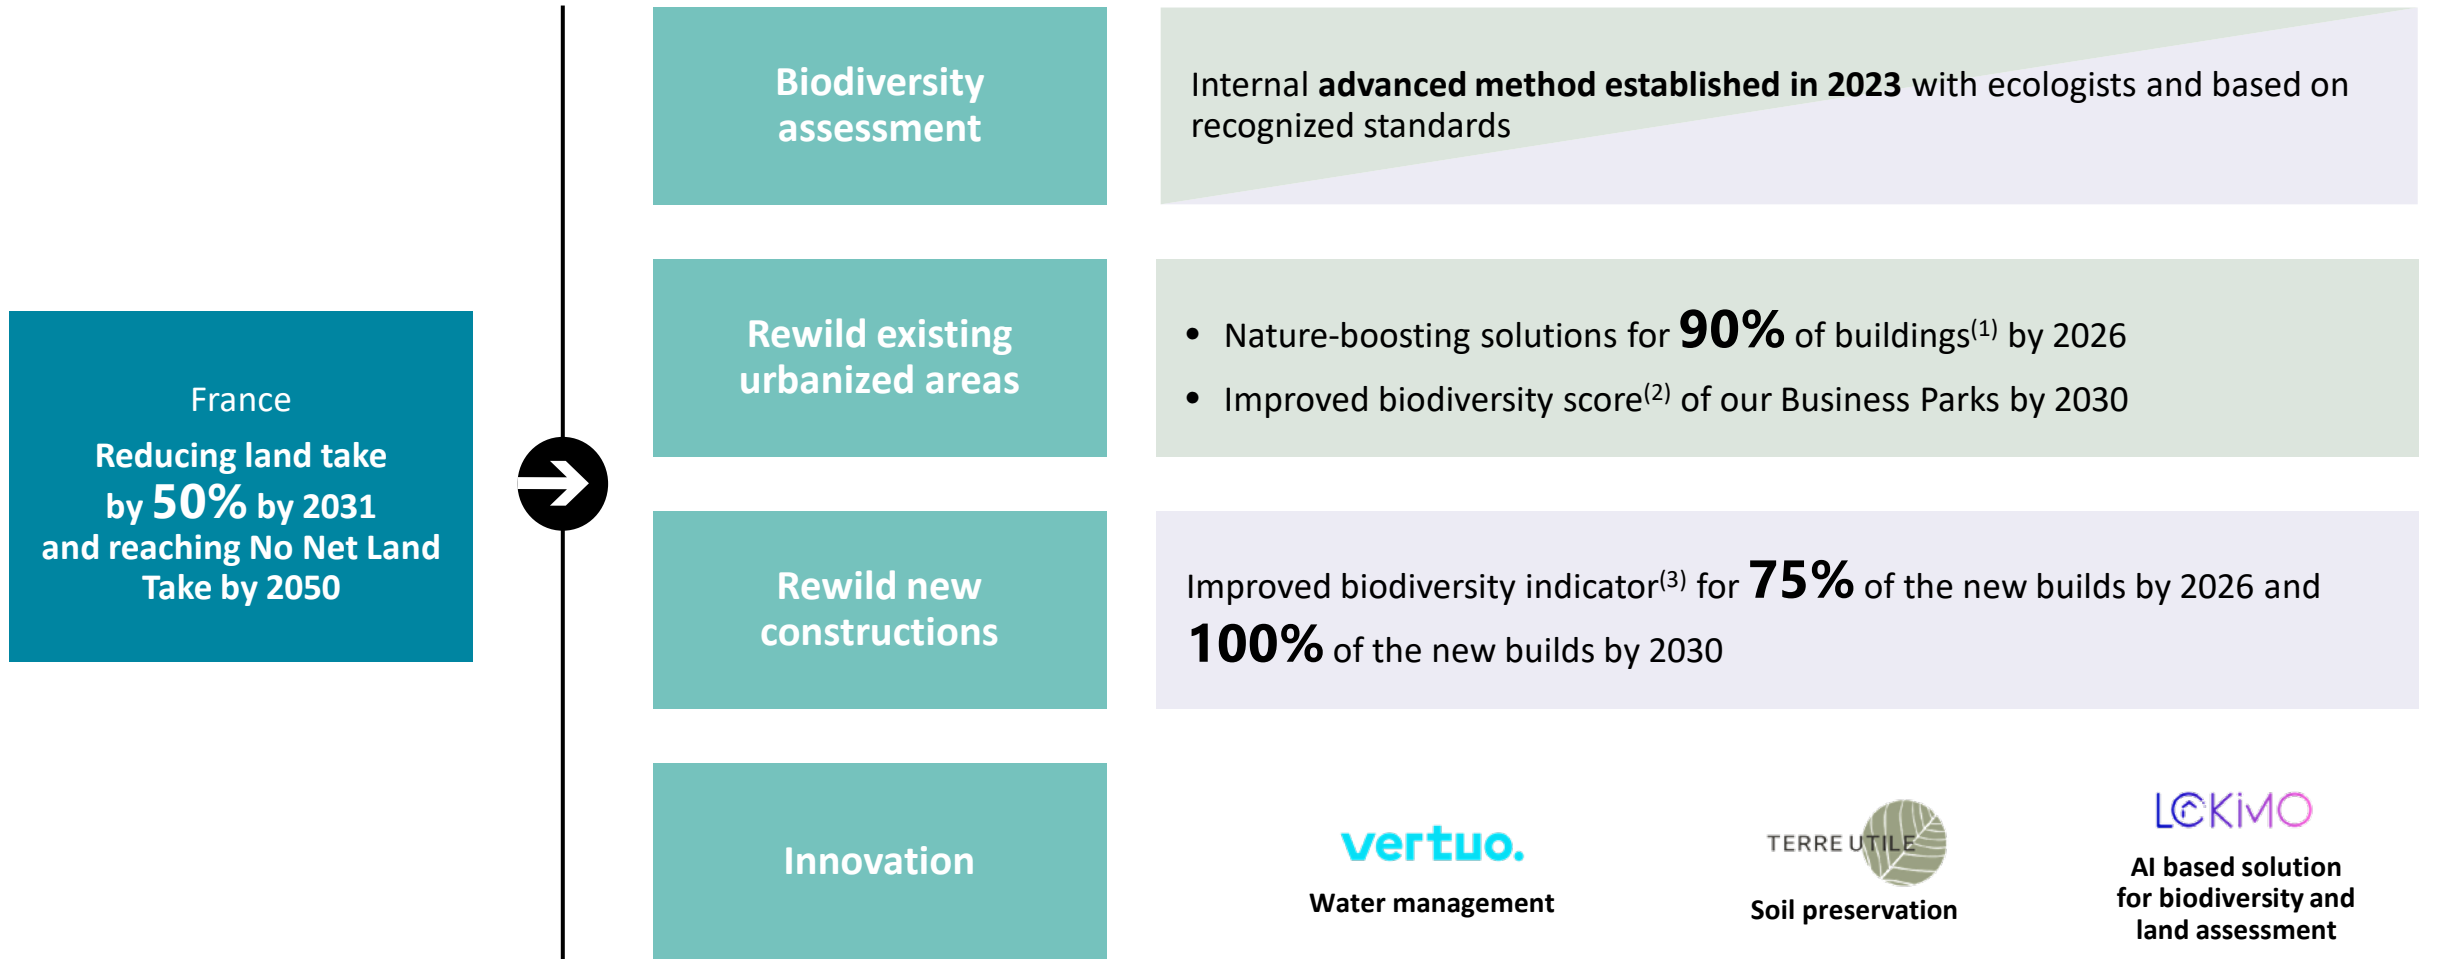 France
Reducing land take
by 50% by 2031
and reaching No Net Land
Take by 2050
Biodiversity
assessment
Internal advanced method established in 2023 with ecologists and based on
recognized standards
Rewild existing
urbanized areas
• Nature-boosting solutions for 90% of buildings(1) by 2026
• Improved biodiversity score(2) of our Business Parks by 2030
Rewild new
constructions
Improved biodiversity indicator(3) for 75% of the new builds by 2026 and
100% of the new builds by 2030
Innovation
vertuo.
Water management
TERRE UTILE
Soil preservation
LOKIMO
AI based solution
for biodiversity and
land assessment